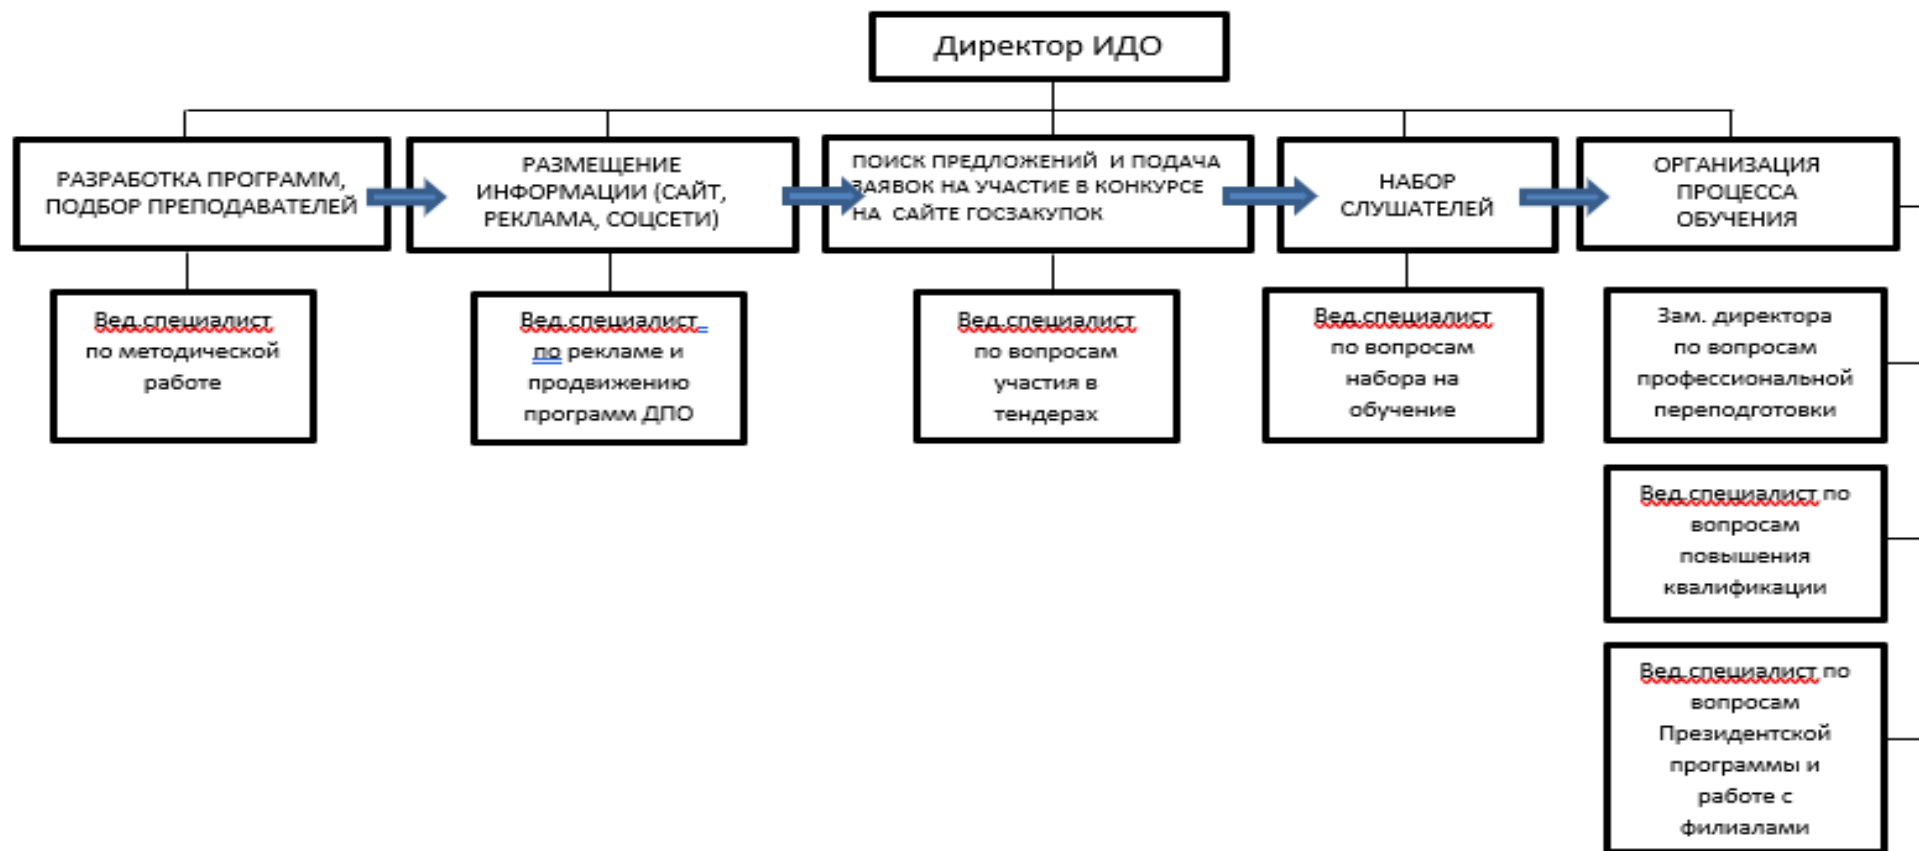 Директор ИДО
РАЗРАБОТКА ПРОГРАММ,
ПОДБОР ПРЕПОДАВАТЕЛЕЙ
РАЗМЕЩЕНИЕ
ИНФОРМАЦИИ (САЙТ,
РЕКЛАМА, СОЦСЕТИ)
ПОИСК ПРЕДЛОЖЕНИЙ И ПОДАЧА
ЗАЯВОК НА УЧАСТИЕ В КОНКУРСЕ
НА САЙТЕ ГОСЗАКУПОК
НАБОР
СЛУШАТЕЛЕЙ
ОРГАНИЗАЦИЯ
ПРОЦЕССА
ОБУЧЕНИЯ
Вед.специалист
по методической
работе
Вед.специалист
по рекламе и
продвижению
программ ДПО
Вед.специалист
по вопросам
участия в
тендерах
Вед.специалист
по вопросам
набора на
обучение
Зам. директора
по вопросам
профессиональной
переподготовки
Вед.специалист по
вопросам
повышения
квалификации
Вед.специалист по
вопросам
Президентской
программы и
работе с
филиалами